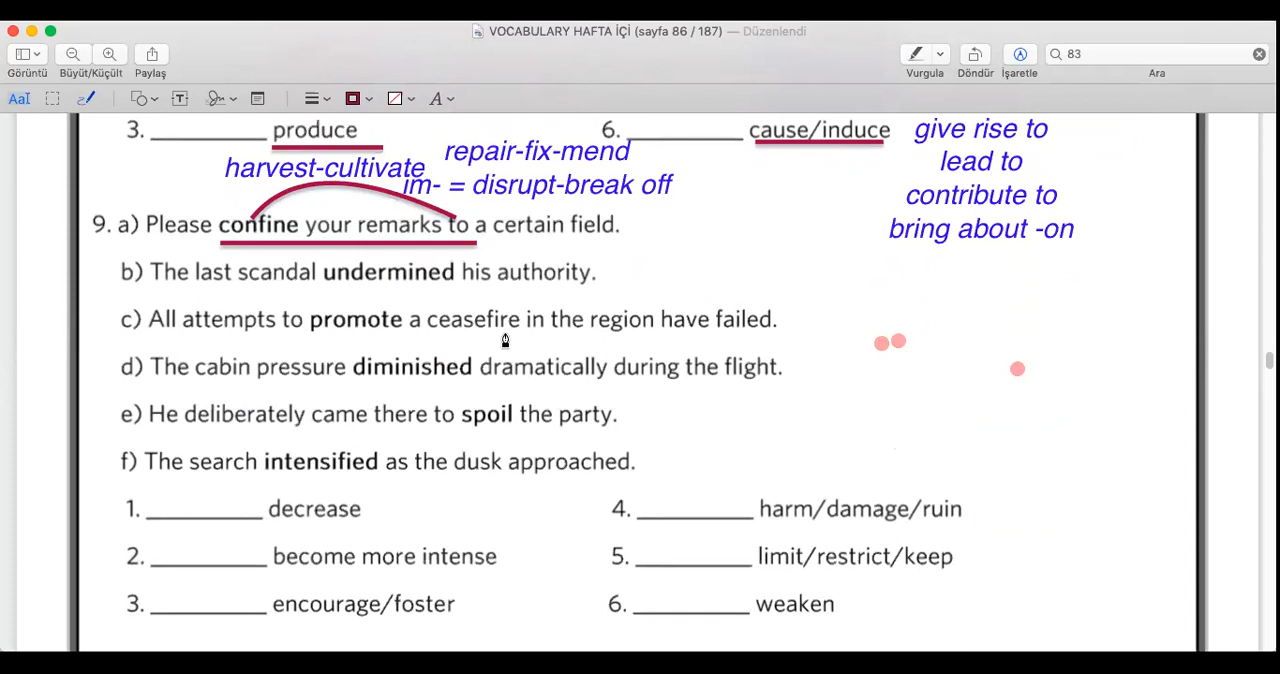 VOCABULARY HAFTA İÇİ (sayfa 86 / 187) — Düzenlendi
83
Görüntü Büyüt/Küçült Paylaş Vurgula Döndür İşaretle Ara
AaI T A
3. __________ produce 6. __________ cause/induce give rise to
harvest-cultivate repair-fix-mend lead to
im- = disrupt-break off contribute to
9. a) Please confine your remarks to a certain field. bring about -on
b) The last scandal undermined his authority.
c) All attempts to promote a ceasefire in the region have failed.
d) The cabin pressure diminished dramatically during the flight.
e) He deliberately came there to spoil the party.
f) The search intensified as the dusk approached.
1. __________ decrease 4. __________ harm/damage/ruin
2. __________ become more intense 5. __________ limit/restrict/keep
3. __________ encourage/foster 6. __________ weaken